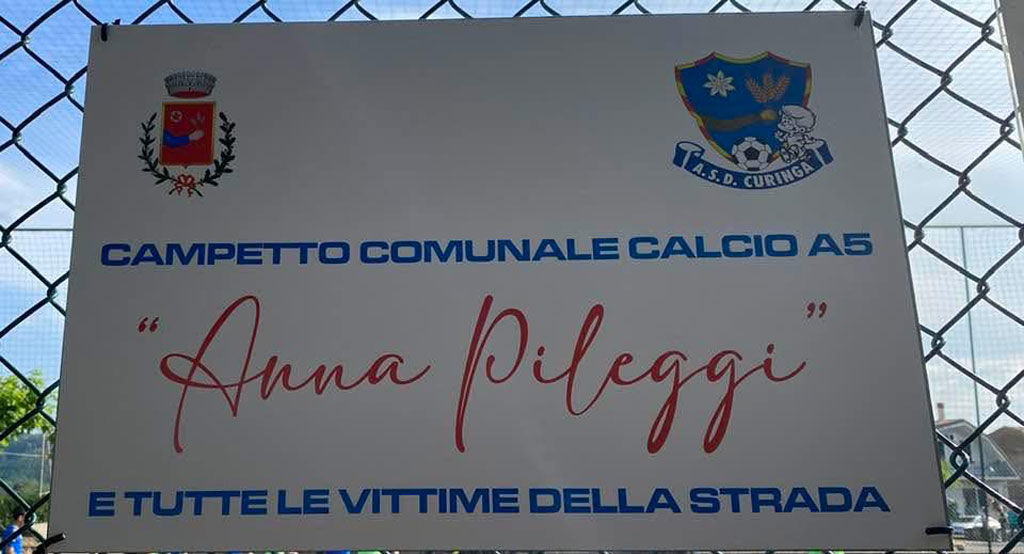 A.S.D. CURINGA
CAMPETTO COMUNALE CALCIO A5
“Anna Pileggi”
E TUTTE LE VITTIME DELLA STRADA